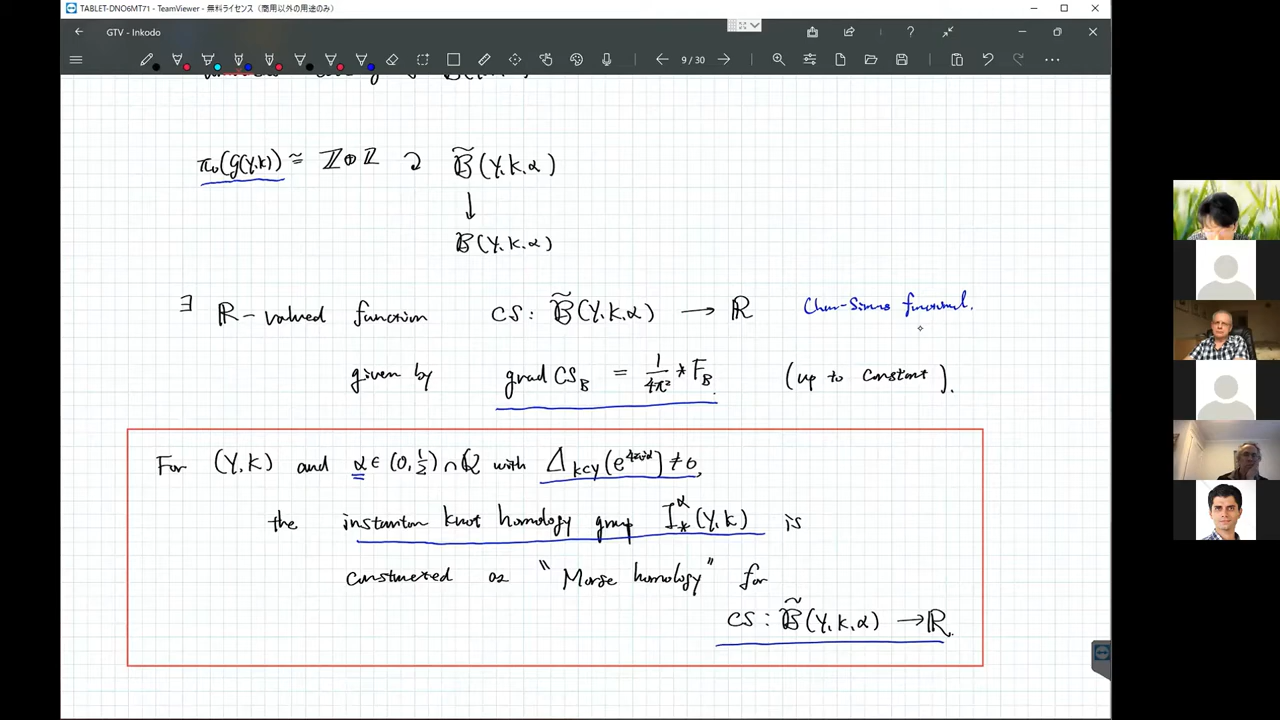 TABLET-DNO6MT71 - TeamViewer - 無料ライセンス (商用以外の用途のみ)
GTV - Inkodo
9 / 30
π₀(G(Y,K)) ≅ ℤ⊕ℤ ↷ B̃(Y,K,α)
↓
B(Y,K,α)
∃ ℝ-valued function CS: B̃(Y,K,α) → ℝ Chern-Simons functional.
given by grad CS_B = 1/4π² * F_B (up to constant).
For (Y,K) and α ∈ (0, 1/2) ∩ ℚ with Δ_{K⊂Y}(e^{4πiα}) ≠ 0,
the instanton knot homology group I^α_*(Y,K) is
constructed as "Morse homology" for
CS: B̃(Y,K,α) → ℝ.